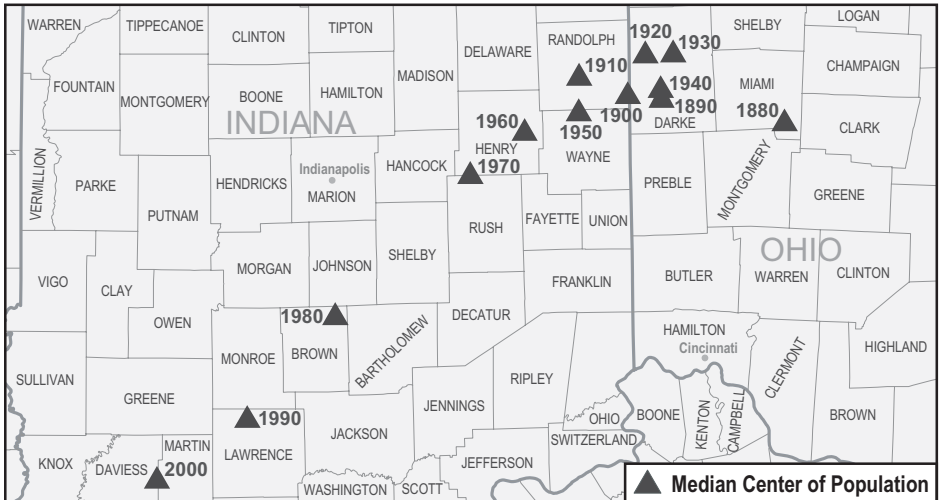 WARREN
TIPPECANOE
CLINTON
TIPTON
DELAWARE
RANDOLPH
1920
1930
SHELBY
LOGAN
FOUNTAIN
MONTGOMERY
BOONE
HAMILTON
MADISON
1910
1940
1890
DARKE
MIAMI
CHAMPAIGN
INDIANA
1900
1880
CLARK
1960
HENRY
1950
WAYNE
VERMILLION
PARKE
PUTNAM
HENDRICKS
Indianapolis
MARION
HANCOCK
1970
PREBLE
MONTGOMERY
GREENE
RUSH
FAYETTE
UNION
VIGO
CLAY
MORGAN
JOHNSON
SHELBY
FRANKLIN
BUTLER
OHIO
WARREN
CLINTON
OWEN
1980
BROWN
BARTHOLOMEW
DECATUR
HAMILTON
Cincinnati
CLERMONT
HIGHLAND
SULLIVAN
MONROE
GREENE
RIPLEY
JENNINGS
OHIO
BOONE
KENTON
CAMPBELL
BROWN
1990
LAWRENCE
JACKSON
SWITZERLAND
KNOX
DAVIESS
MARTIN
2000
WASHINGTON
SCOTT
JEFFERSON
Median Center of Population